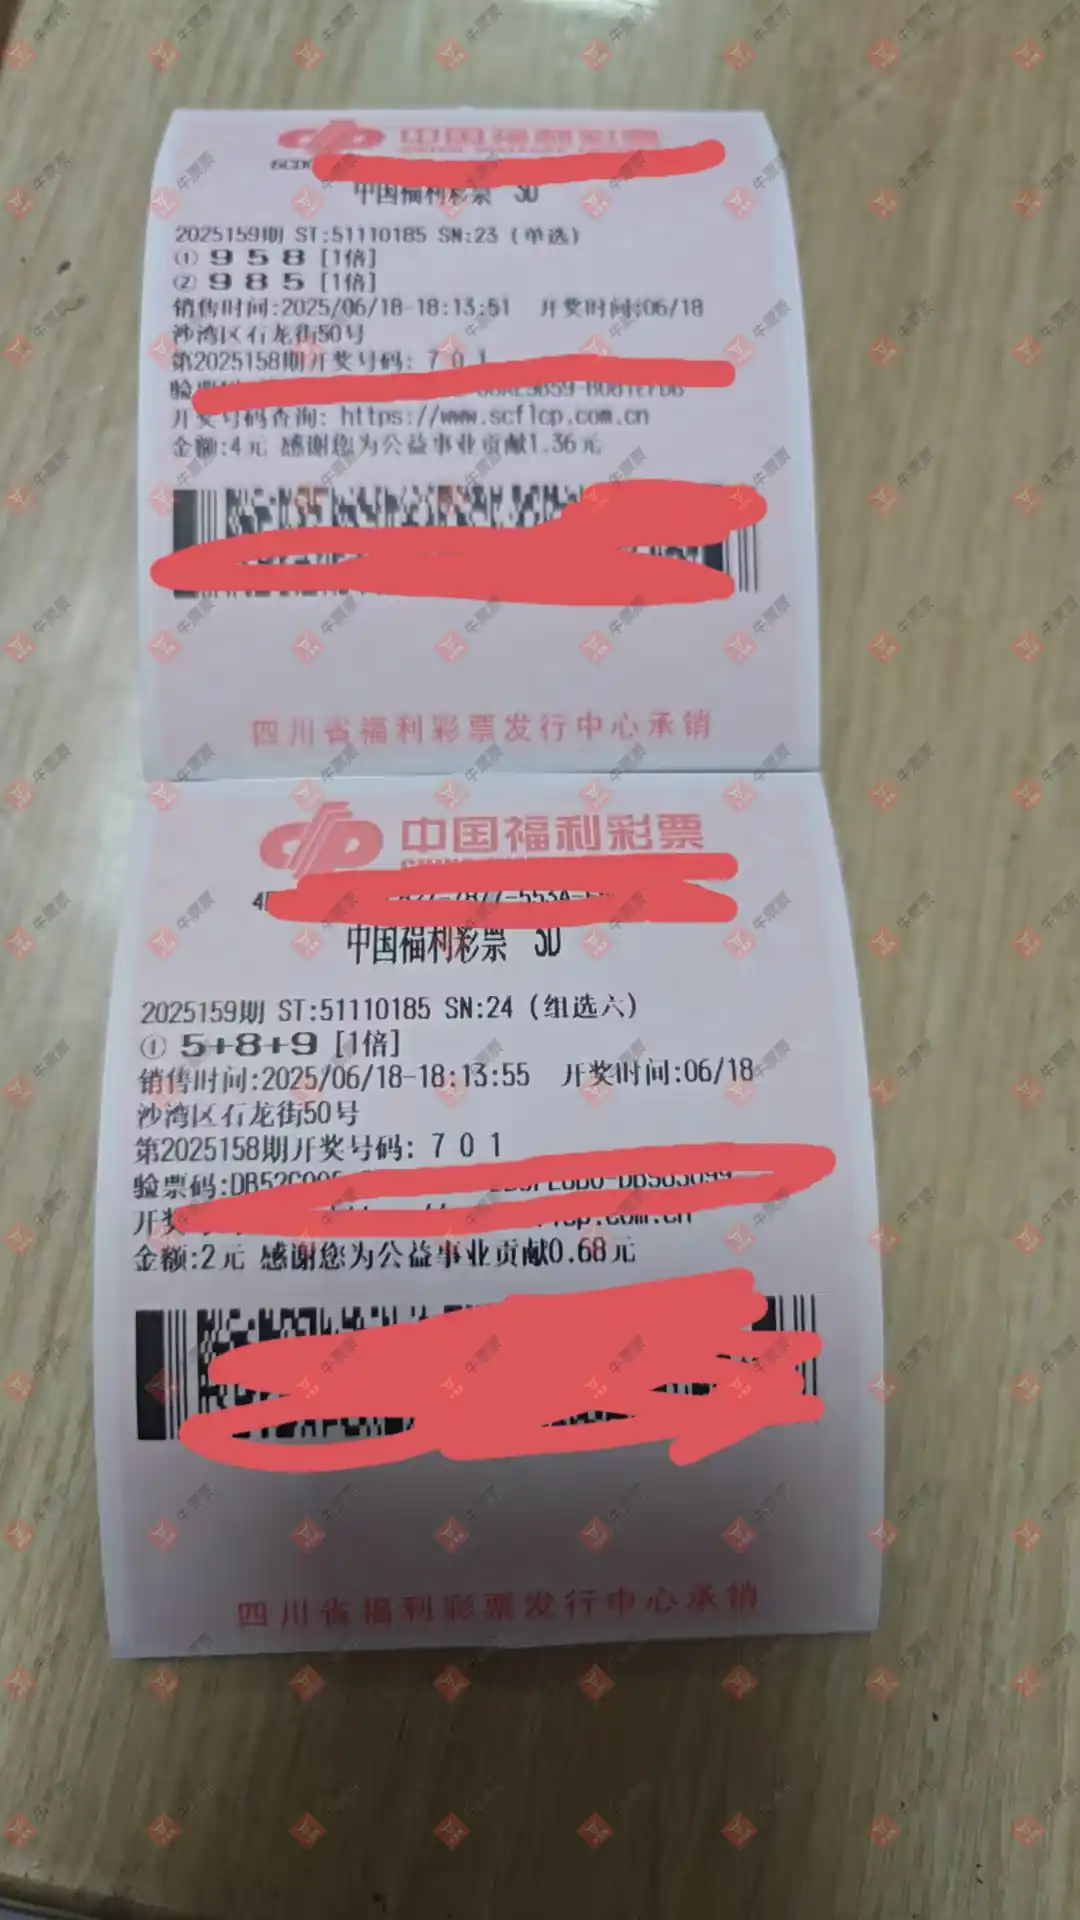 中国福利彩票
中国福利彩票 3D
2025159期 ST:51110185 SN:23 (单选)
① 9 5 8 [1倍]
② 9 8 5 [1倍]
销售时间:2025/06/18-18:13:51 开奖时间:06/18
沙湾区石龙街50号
第2025158期开奖号码: 7 0 1
开奖号码查询: https://www.scflcp.com.cn
金额:4元 感谢您为公益事业贡献1.36元
四川省福利彩票发行中心承销
中国福利彩票
中国福利彩票 3D
2025159期 ST:51110185 SN:24 (组选六)
① 5+8+9 [1倍]
销售时间:2025/06/18-18:13:55 开奖时间:06/18
沙湾区石龙街50号
第2025158期开奖号码: 7 0 1
验票码:DB52C
开奖
金额:2元 感谢您为公益事业贡献0.68元
四川省福利彩票发行中心承销